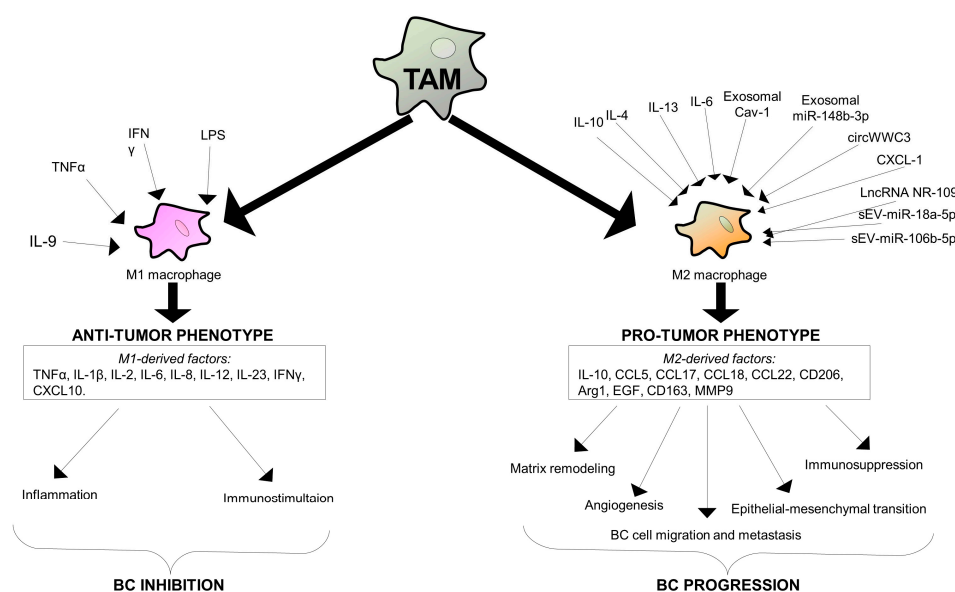 TAM
IFN
γ
LPS
TNFα
IL-9
M1 macrophage
IL-10
IL-4
IL-13
IL-6
Exosomal
Cav-1
Exosomal
miR-148b-3p
circWWC3
CXCL-1
LncRNA NR-109
sEV-miR-18a-5p
sEV-miR-106b-5p
M2 macrophage
ANTI-TUMOR PHENOTYPE
M1-derived factors:
TNFα, IL-1β, IL-2, IL-6, IL-8, IL-12, IL-23, IFNγ,
CXCL10.
Inflammation
Immunostimultaion
BC INHIBITION
PRO-TUMOR PHENOTYPE
M2-derived factors:
IL-10, CCL5, CCL17, CCL18, CCL22, CD206,
Arg1, EGF, CD163, MMP9
Matrix remodeling
Angiogenesis
BC cell migration and metastasis
Epithelial-mesenchymal transition
Immunosuppression
BC PROGRESSION